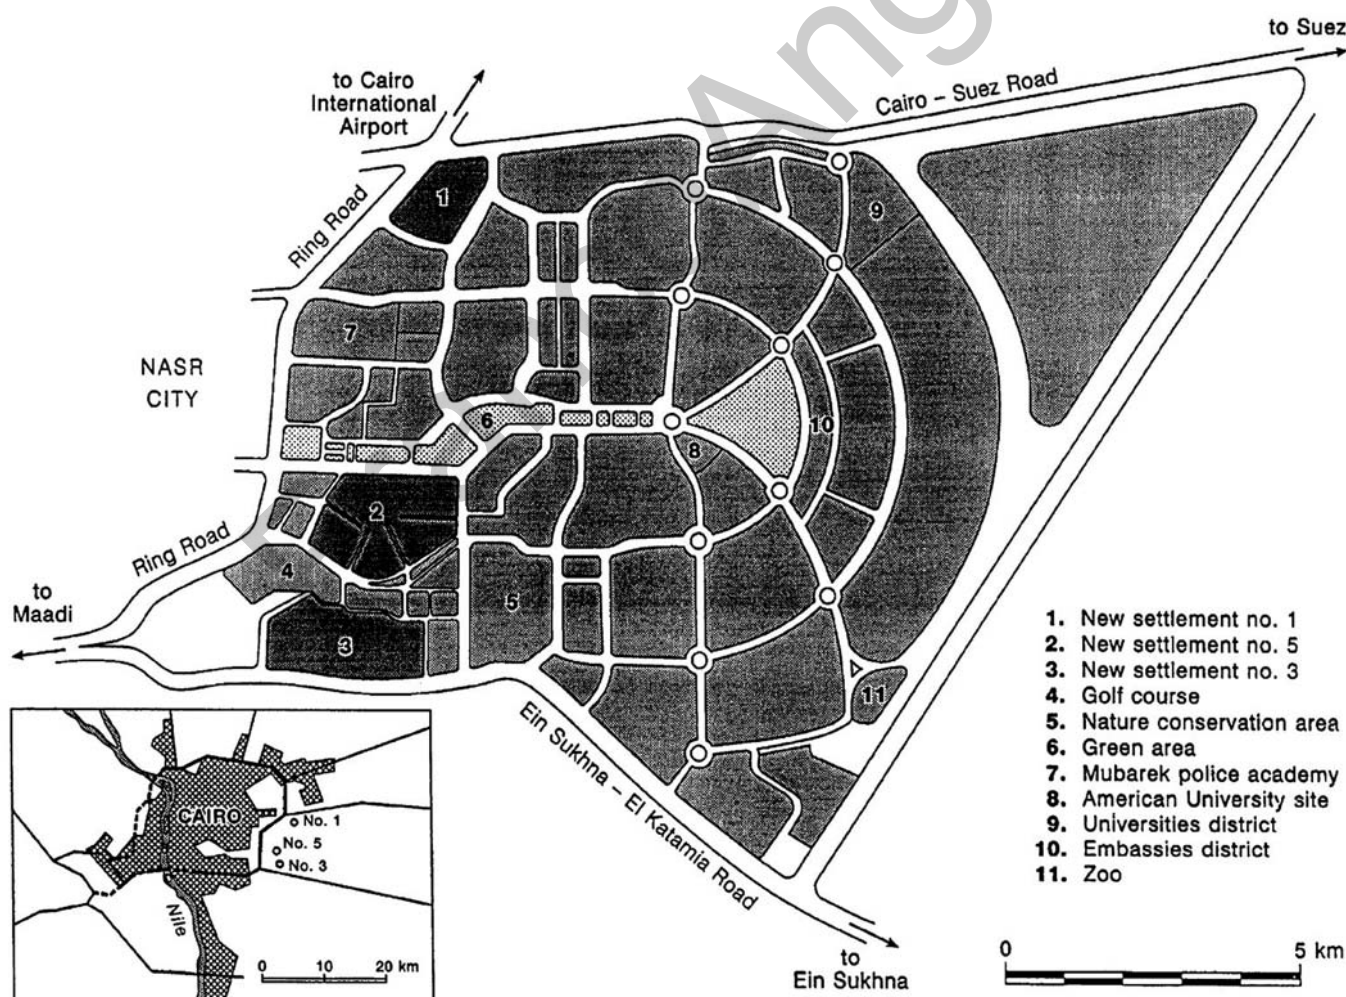 to Suez
to Cairo
International
Airport
Cairo – Suez Road
Ring Road
1
9
7
NASR
CITY
6
10
8
2
Ring Road
4
5
to
Maadi
3
11
Ein Sukhna – El Katamia Road
1. New settlement no. 1
2. New settlement no. 5
3. New settlement no. 3
4. Golf course
5. Nature conservation area
6. Green area
7. Mubarek police academy
8. American University site
9. Universities district
10. Embassies district
11. Zoo
CAIRO
No. 1
No. 5
No. 3
Nile
0 10 20 km
to
Ein Sukhna
0 5 km